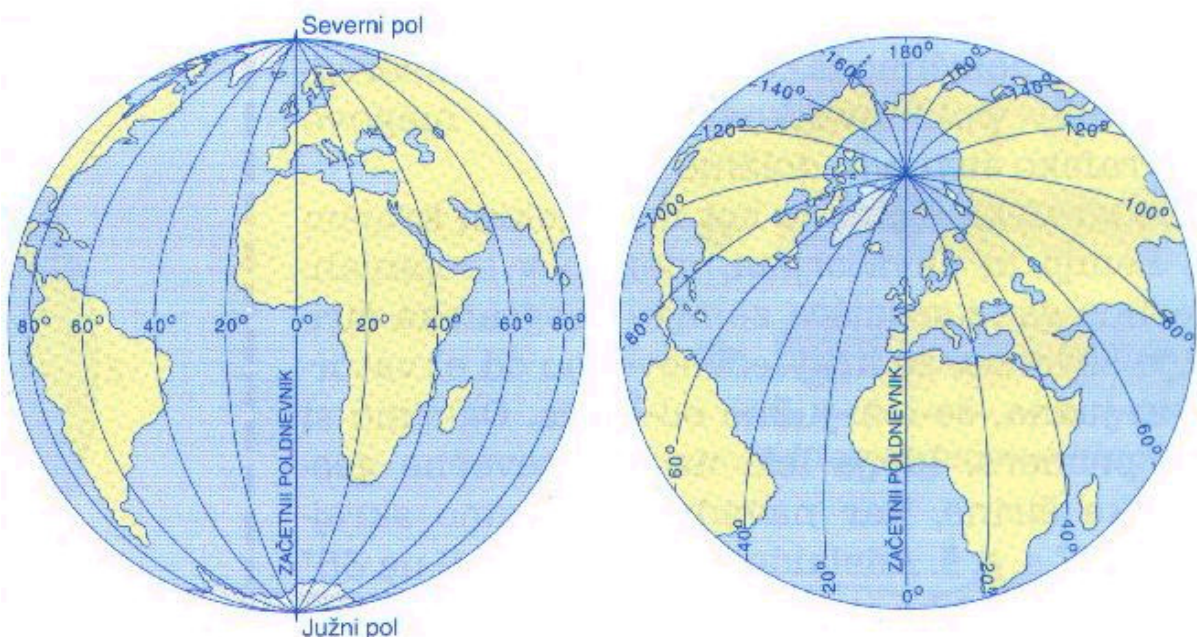 Severni pol
80° 60° 40° 20° 0° 20° 40° 60° 80°
ZAČETNII POLDNEVNIK
Južni pol
180°
160° 160°
140° 140°
120° 120°
100° 100°
80° 80°
60° 60°
40° 40°
20° 20°
0°
ZAČETNII POLDNEVNIK